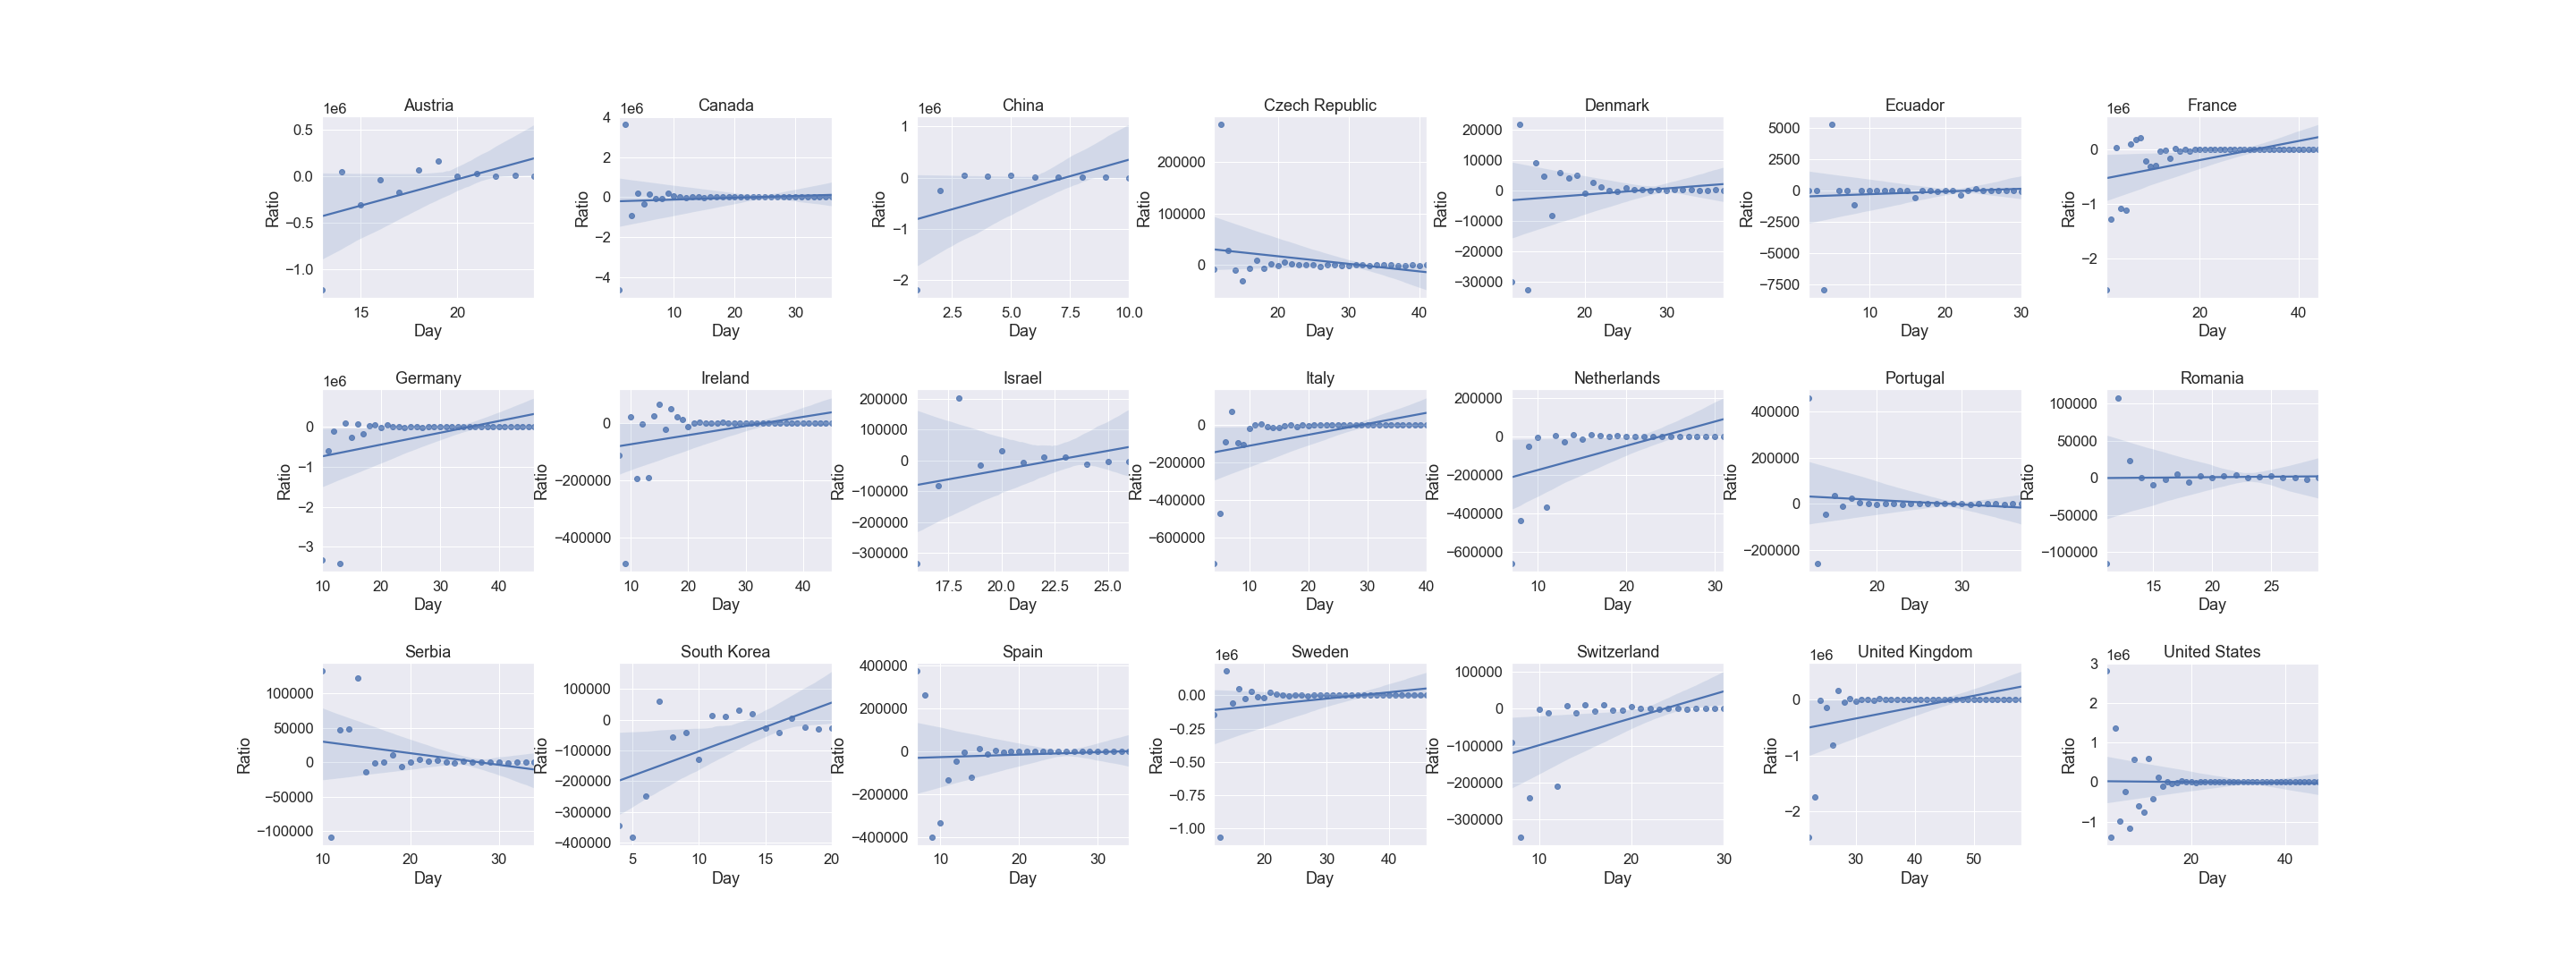 Austria
1e6
0.5
0.0
−0.5
−1.0
Ratio
15 20
Day
Canada
1e6
4
2
0
−2
−4
Ratio
10 20 30
Day
China
1e6
1
0
−1
−2
Ratio
2.5 5.0 7.5 10.0
Day
Czech Republic
200000
100000
0
Ratio
20 30 40
Day
Denmark
20000
10000
0
−10000
−20000
−30000
Ratio
20 30
Day
Ecuador
5000
2500
0
−2500
−5000
−7500
Ratio
10 20 30
Day
France
1e6
0
−1
−2
Ratio
20 40
Day
Germany
1e6
0
−1
−2
−3
Ratio
10 20 30 40
Day
Ireland
0
−200000
−400000
Ratio
10 20 30 40
Day
Israel
200000
100000
0
−100000
−200000
−300000
Ratio
17.5 20.0 22.5 25.0
Day
Italy
0
−200000
−400000
−600000
Ratio
10 20 30 40
Day
Netherlands
200000
0
−200000
−400000
−600000
Ratio
10 20 30
Day
Portugal
400000
200000
0
−200000
Ratio
20 30
Day
Romania
100000
50000
0
−50000
−100000
Ratio
15 20 25
Day
Serbia
100000
50000
0
−50000
−100000
Ratio
10 20 30
Day
South Korea
100000
0
−100000
−200000
−300000
−400000
Ratio
5 10 15 20
Day
Spain
400000
200000
0
−200000
−400000
Ratio
10 20 30
Day
Sweden
1e6
0.00
−0.25
−0.50
−0.75
−1.00
Ratio
20 30 40
Day
Switzerland
100000
0
−100000
−200000
−300000
Ratio
10 20 30
Day
United Kingdom
1e6
0
−1
−2
Ratio
30 40 50
Day
United States
1e6
3
2
1
0
−1
Ratio
20 40
Day